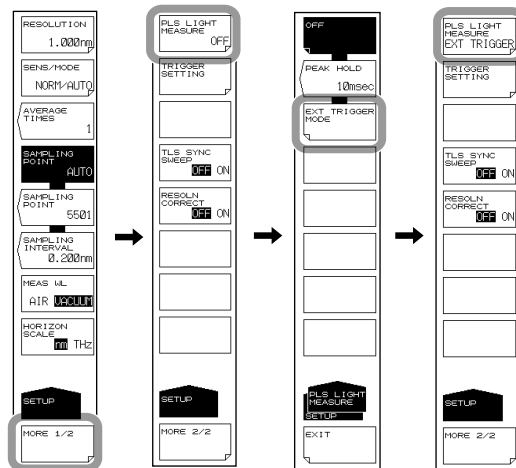 RESOLUTION
1.000nm
SENS/MODE
NORM/AUTO
AVERAGE
TIMES
1
SAMPLING
POINT
AUTO
SAMPLING
POINT
5501
SAMPLING
INTERVAL
0.200nm
MEAS WL
AIR VACUUM
HORIZON
SCALE
nm THz
SETUP
MORE 1/2
PLS LIGHT
MEASURE
OFF
TRIGGER
SETTING
TLS SYNC
SWEEP
OFF ON
RESOLN
CORRECT
OFF ON
SETUP
MORE 2/2
OFF
PEAK HOLD
10msec
EXT TRIGGER
MODE
PLS LIGHT
MEASURE
SETUP
EXIT
PLS LIGHT
MEASURE
EXT TRIGGER
TRIGGER
SETTING
TLS SYNC
SWEEP
OFF ON
RESOLN
CORRECT
OFF ON
SETUP
MORE 2/2